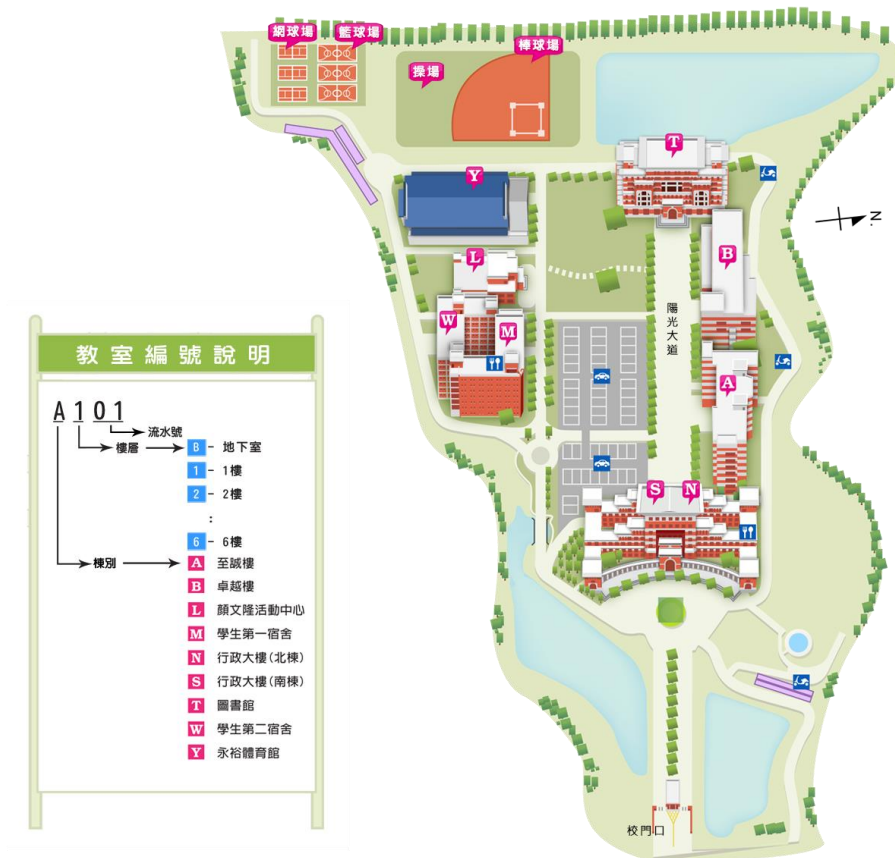 網球場
籃球場
棒球場
操場
T
Y
N.
B
L
陽光大道
W
M
A
S
N
校門口
教室編號說明
A101
流水號
樓層
B - 地下室
1 - 1樓
2 - 2樓
:
6 - 6樓
棟別
A 至誠樓
B 卓越樓
L 顏文隆活動中心
M 學生第一宿舍
N 行政大樓(北棟)
S 行政大樓(南棟)
T 圖書館
W 學生第二宿舍
Y 永裕體育館